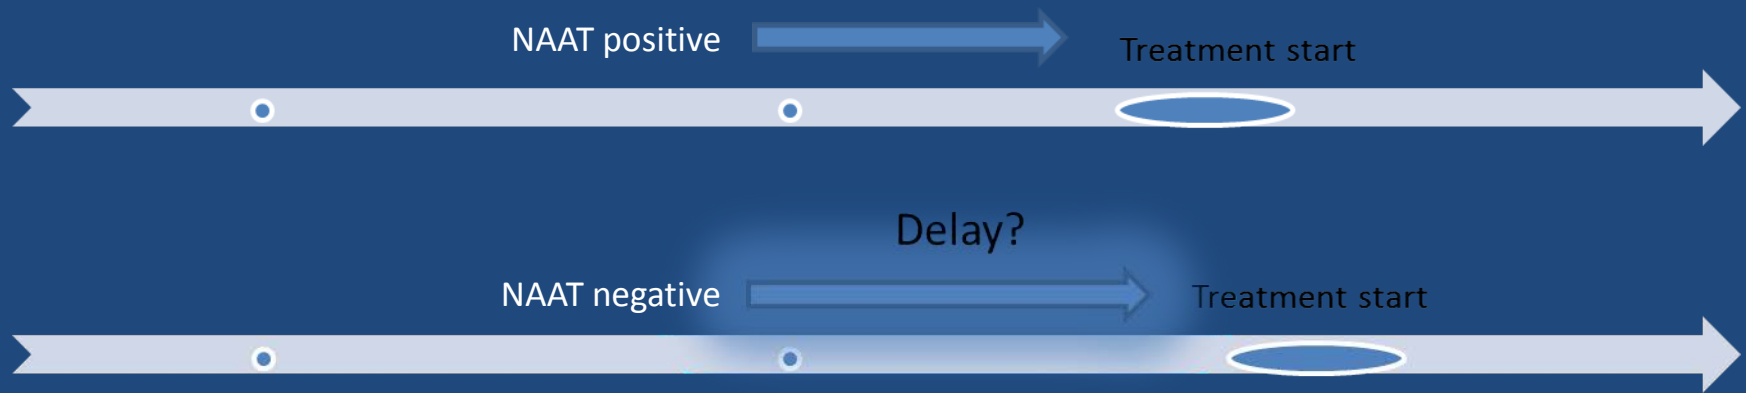 NAAT positive
Treatment start
Delay?
NAAT negative
Treatment start